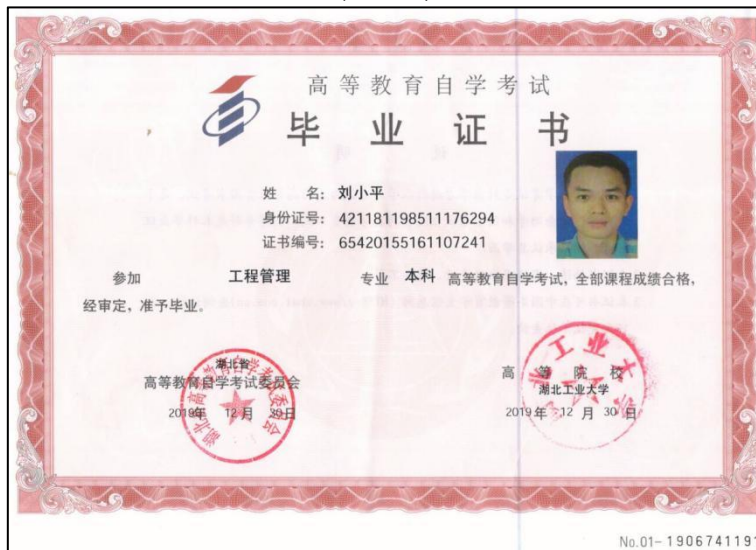 高等教育自学考试
毕业证书
姓 名: 刘小平
身份证号: 421181198511176294
证书编号: 65420155161107241
参加 工程管理 专业 本科 高等教育自学考试，全部课程成绩合格，
经审定，准予毕业。
湖北省
高等教育自学考试委员会
2019年 12月 30日
高等院校
湖北工业大学
2019年 12月 30日
No.01-190674119